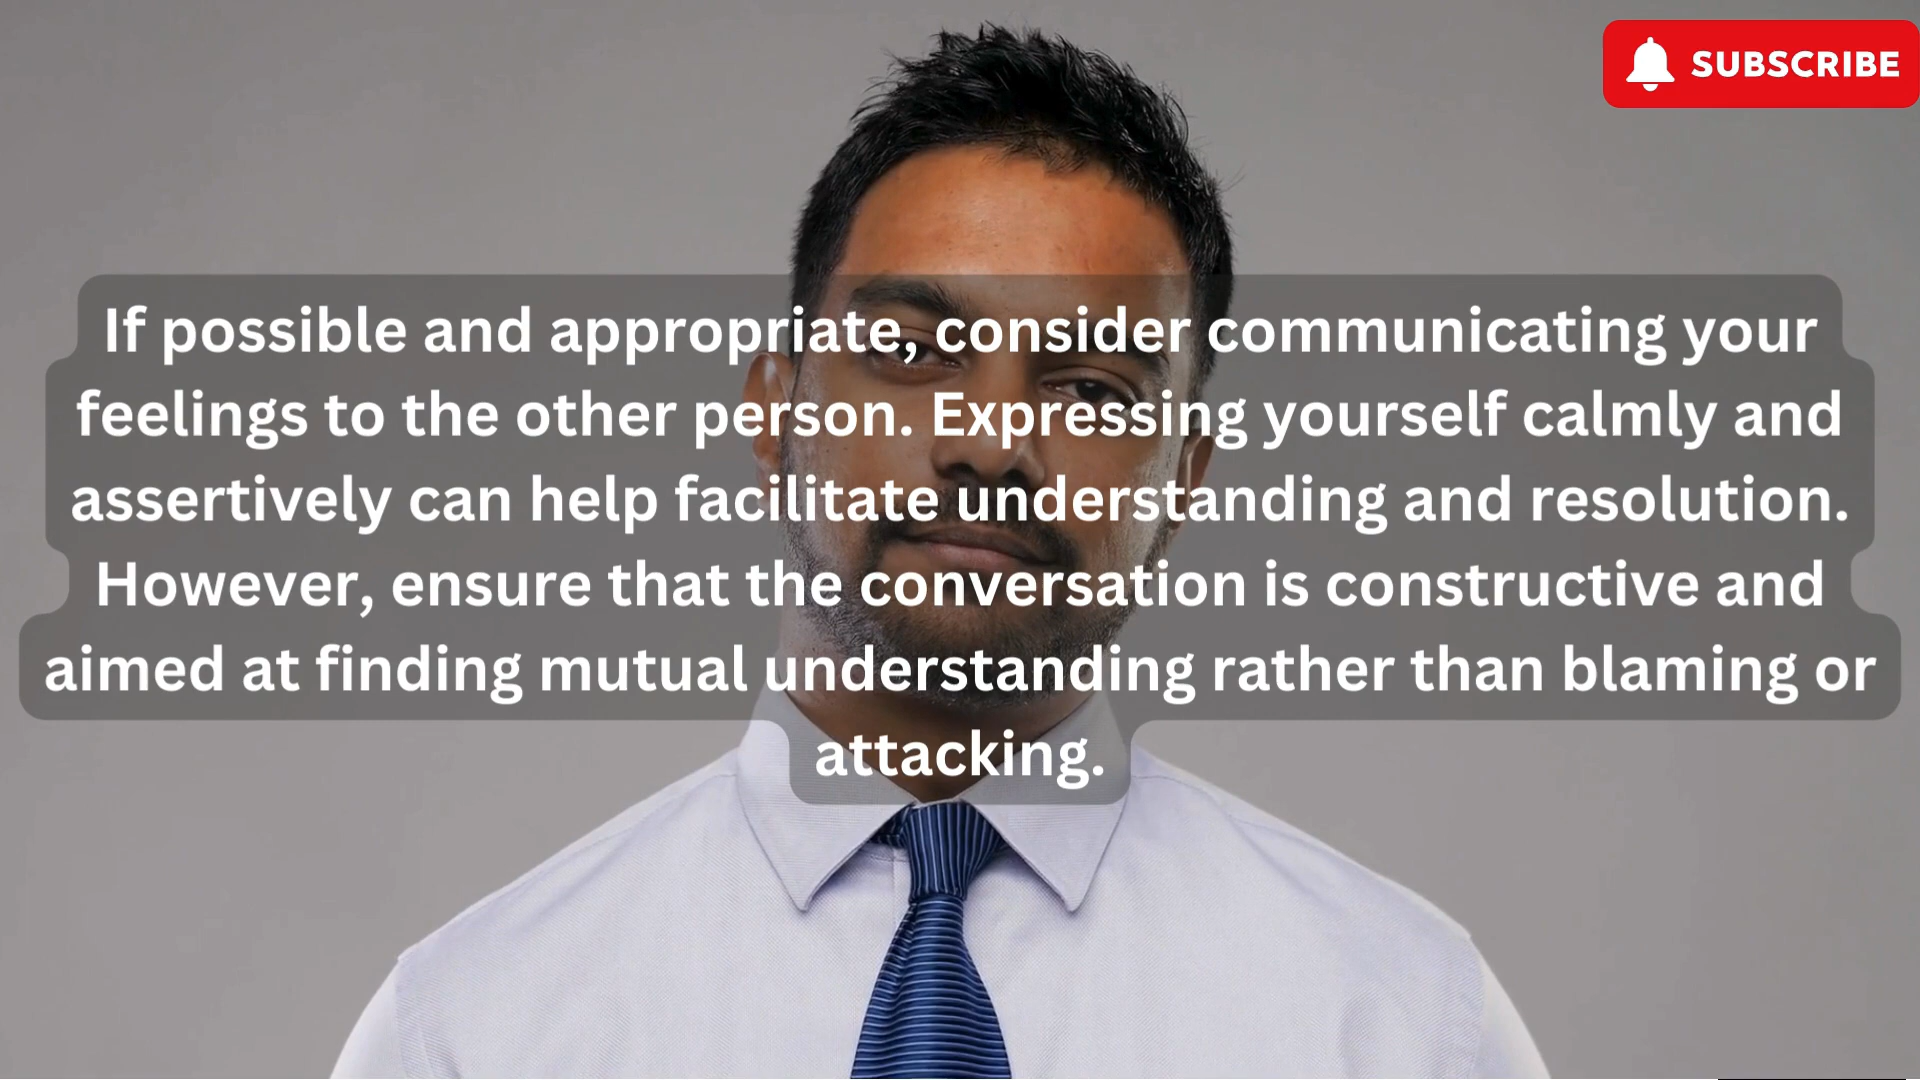 SUBSCRIBE
If possible and appropriate, consider communicating your
feelings to the other person. Expressing yourself calmly and
assertively can help facilitate understanding and resolution.
However, ensure that the conversation is constructive and
aimed at finding mutual understanding rather than blaming or
attacking.